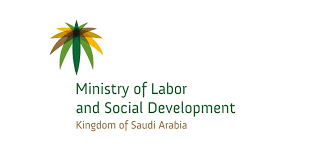 Ministry of Labor
and Social Development
Kingdom of Saudi Arabia